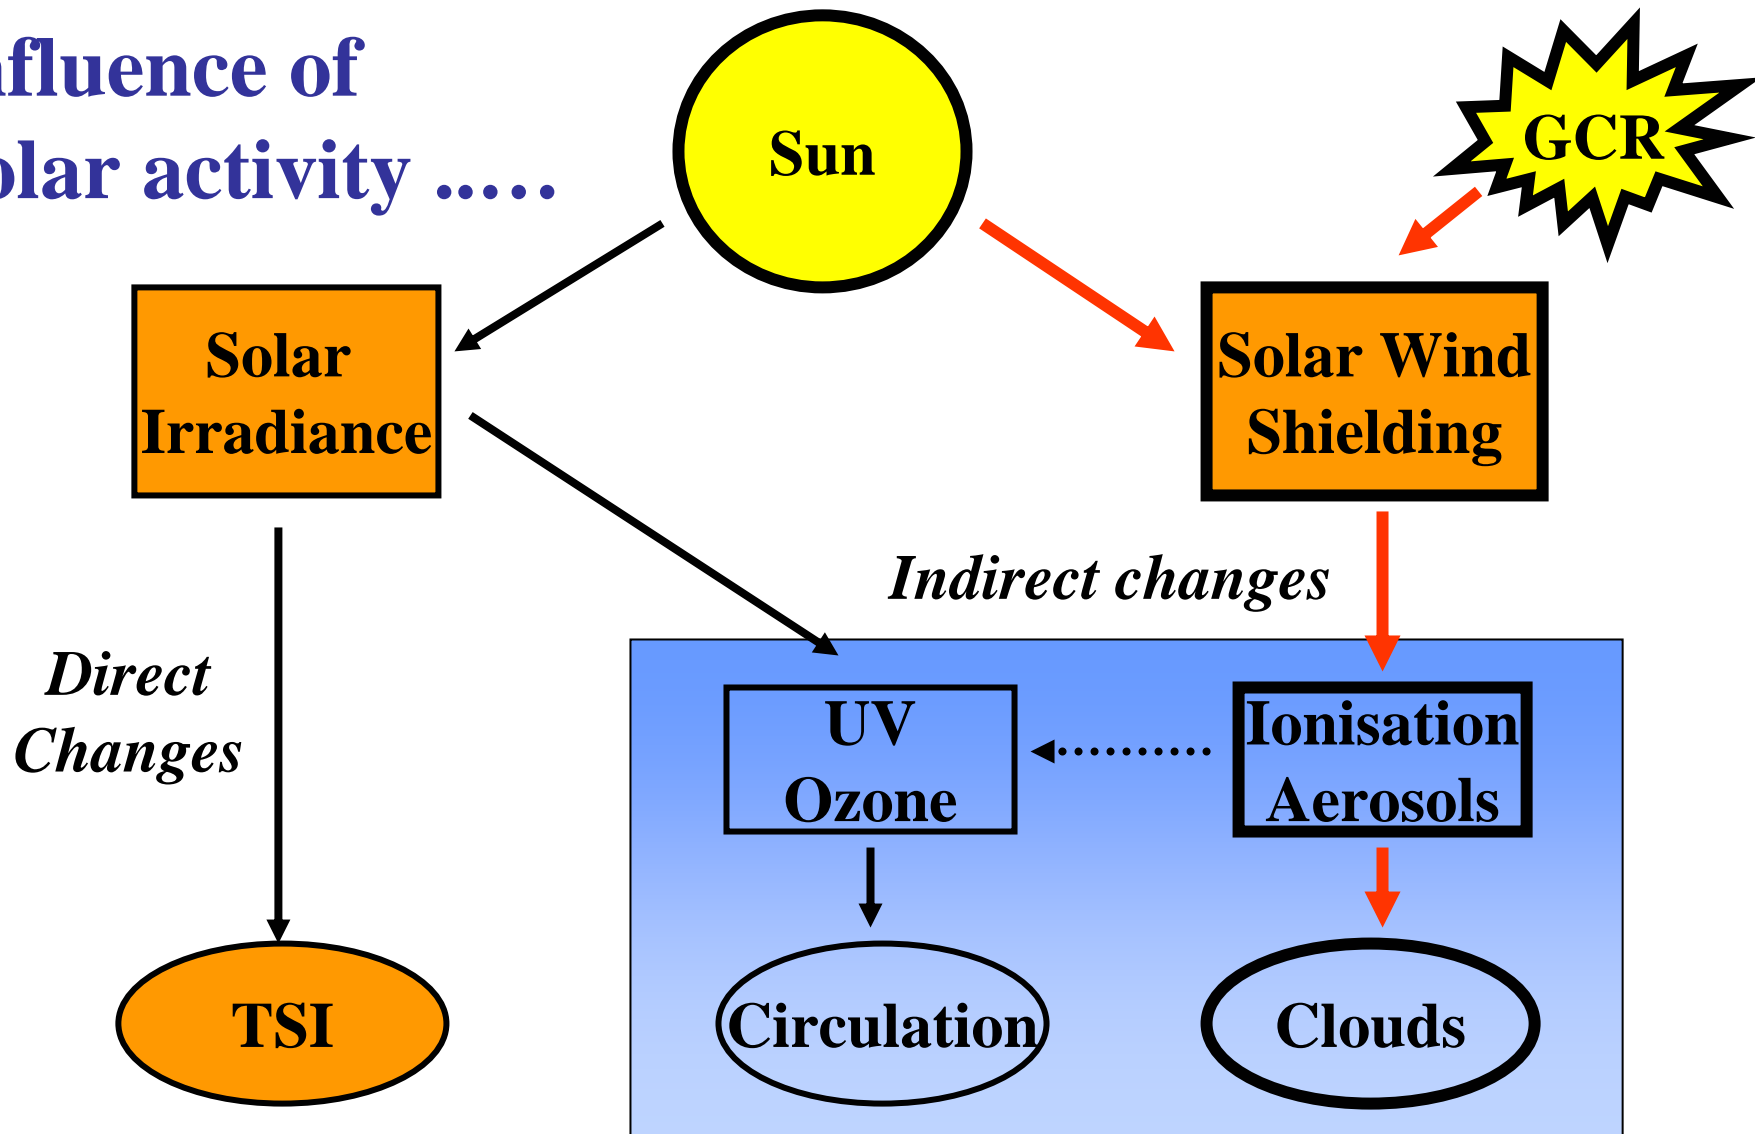 nfluence of
olar activity ..…
Sun
GCR
Solar
Irradiance
Solar Wind
Shielding
Indirect changes
Direct
Changes
UV
Ozone
Ionisation
Aerosols
TSI
Circulation
Clouds